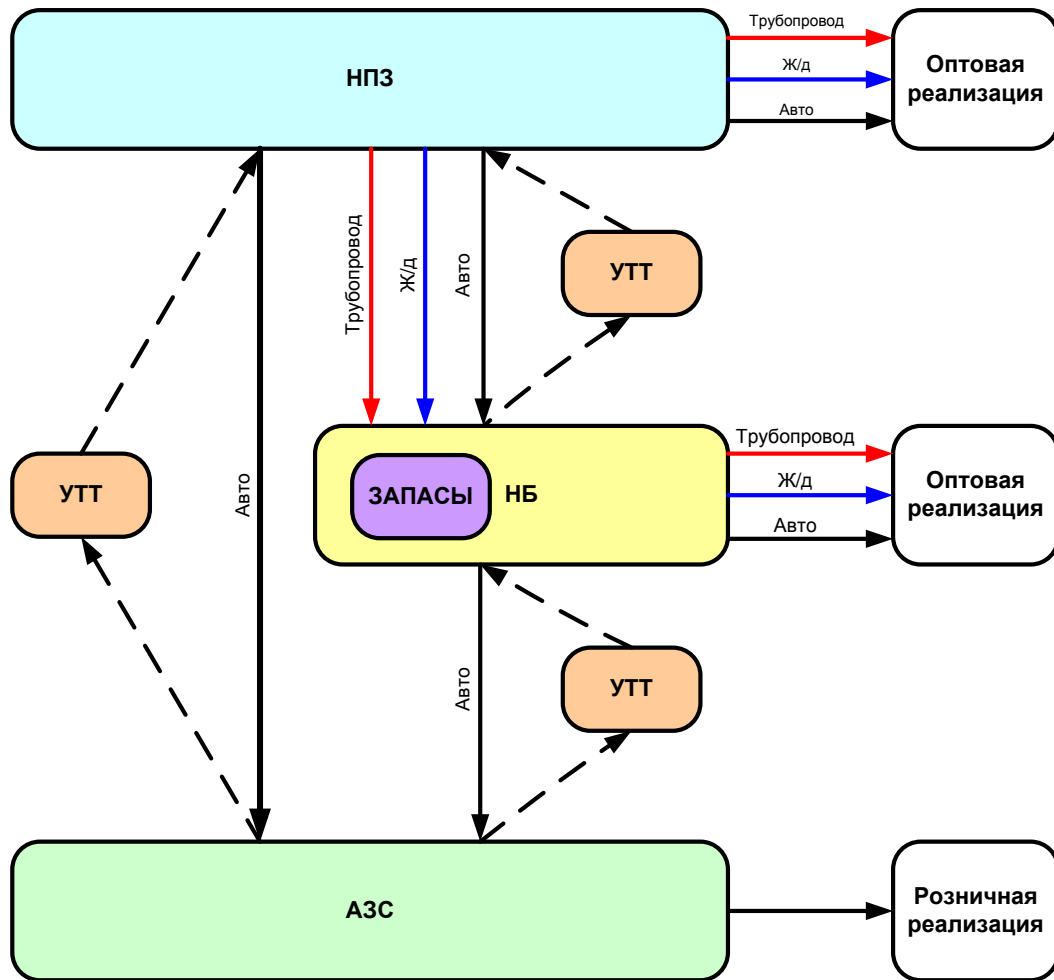 Трубопровод
НПЗ
Ж/д
Авто
Оптовая
реализация
Трубопровод
Ж/д
Авто
УТТ
УТТ
Авто
ЗАПАСЫ
НБ
Трубопровод
Ж/д
Авто
Оптовая
реализация
Авто
УТТ
АЗС
Розничная
реализация